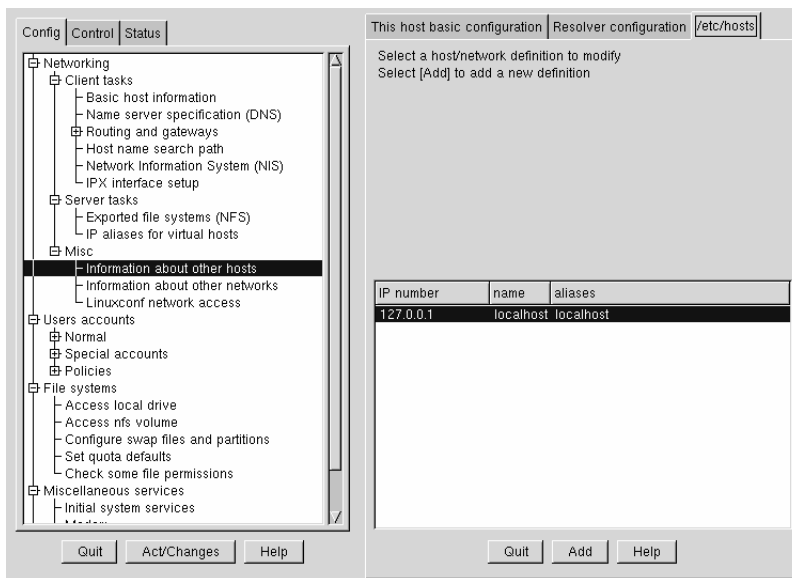 Config Control Status
Networking
Client tasks
Basic host information
Name server specification (DNS)
Routing and gateways
Host name search path
Network Information System (NIS)
IPX interface setup
Server tasks
Exported file systems (NFS)
IP aliases for virtual hosts
Misc
Information about other hosts
Information about other networks
Linuxconf network access
Users accounts
Normal
Special accounts
Policies
File systems
Access local drive
Access nfs volume
Configure swap files and partitions
Set quota defaults
Check some file permissions
Miscellaneous services
Initial system services
Quit Act/Changes Help
This host basic configuration Resolver configuration /etc/hosts
Select a host/network definition to modify
Select [Add] to add a new definition
IP number name aliases
127.0.0.1 localhost localhost
Quit Add Help